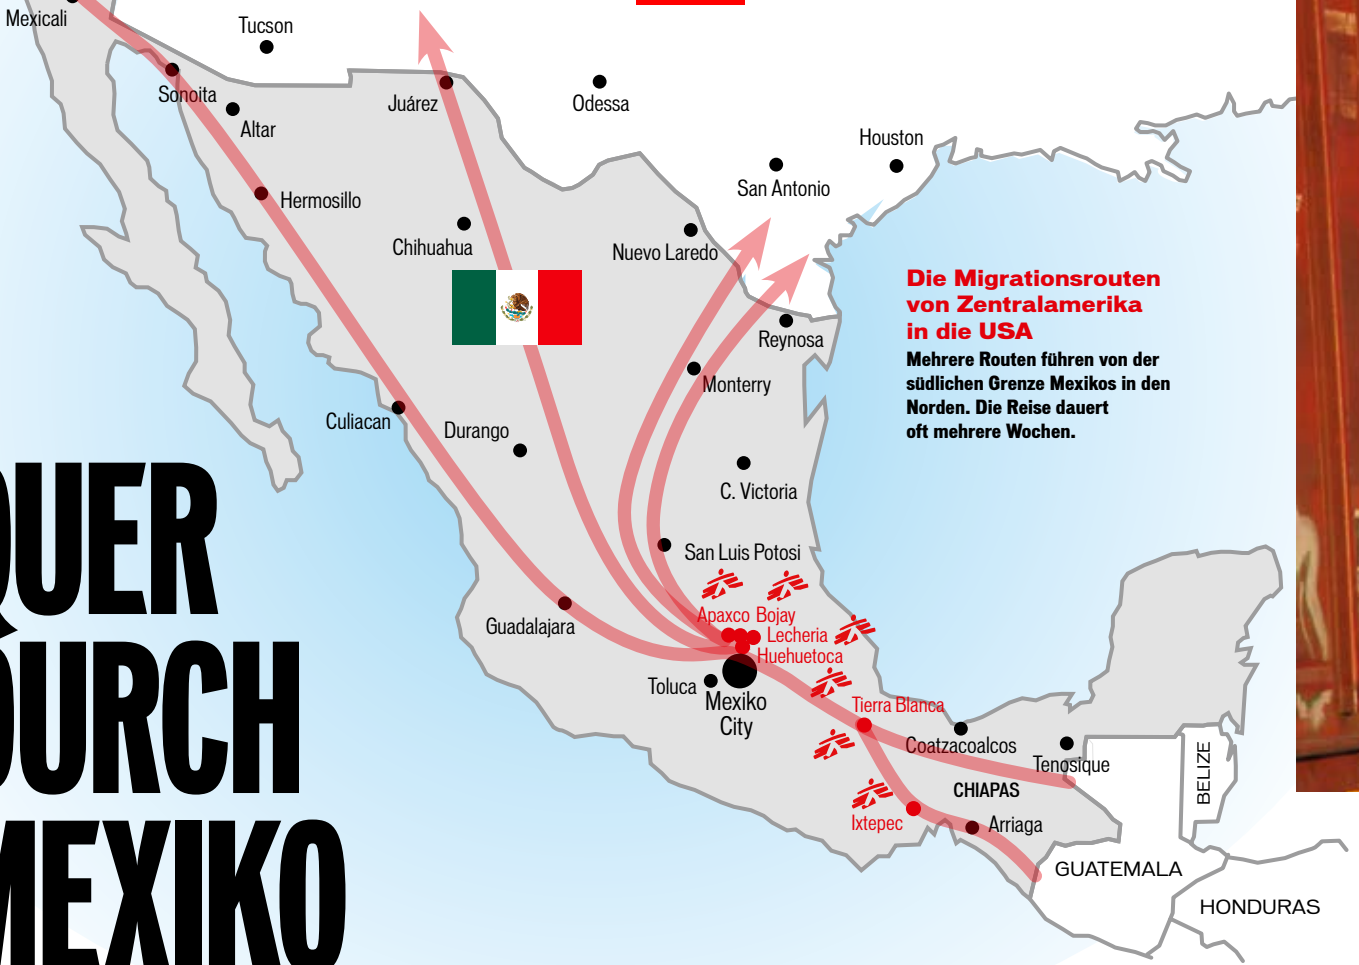 Mexicali
Tucson
Sonoita
Altar
Juárez
Odessa
Houston
San Antonio
Hermosillo
Chihuahua
Nuevo Laredo
Die Migrationsrouten
von Zentralamerika
in die USA
Mehrere Routen führen von der
südlichen Grenze Mexikos in den
Norden. Die Reise dauert
oft mehrere Wochen.
Reynosa
Monterry
Culiacan
Durango
C. Victoria
San Luis Potosi
Apaxco Bojay
Lecheria
Huehuetoca
Guadalajara
Toluca
Mexiko
City
Tierra Blanca
Coatzacoalcos
Tenosique
CHIAPAS
Ixtepec
Arriaga
BELIZE
GUATEMALA
HONDURAS
QUER
DURCH
MEXIKO